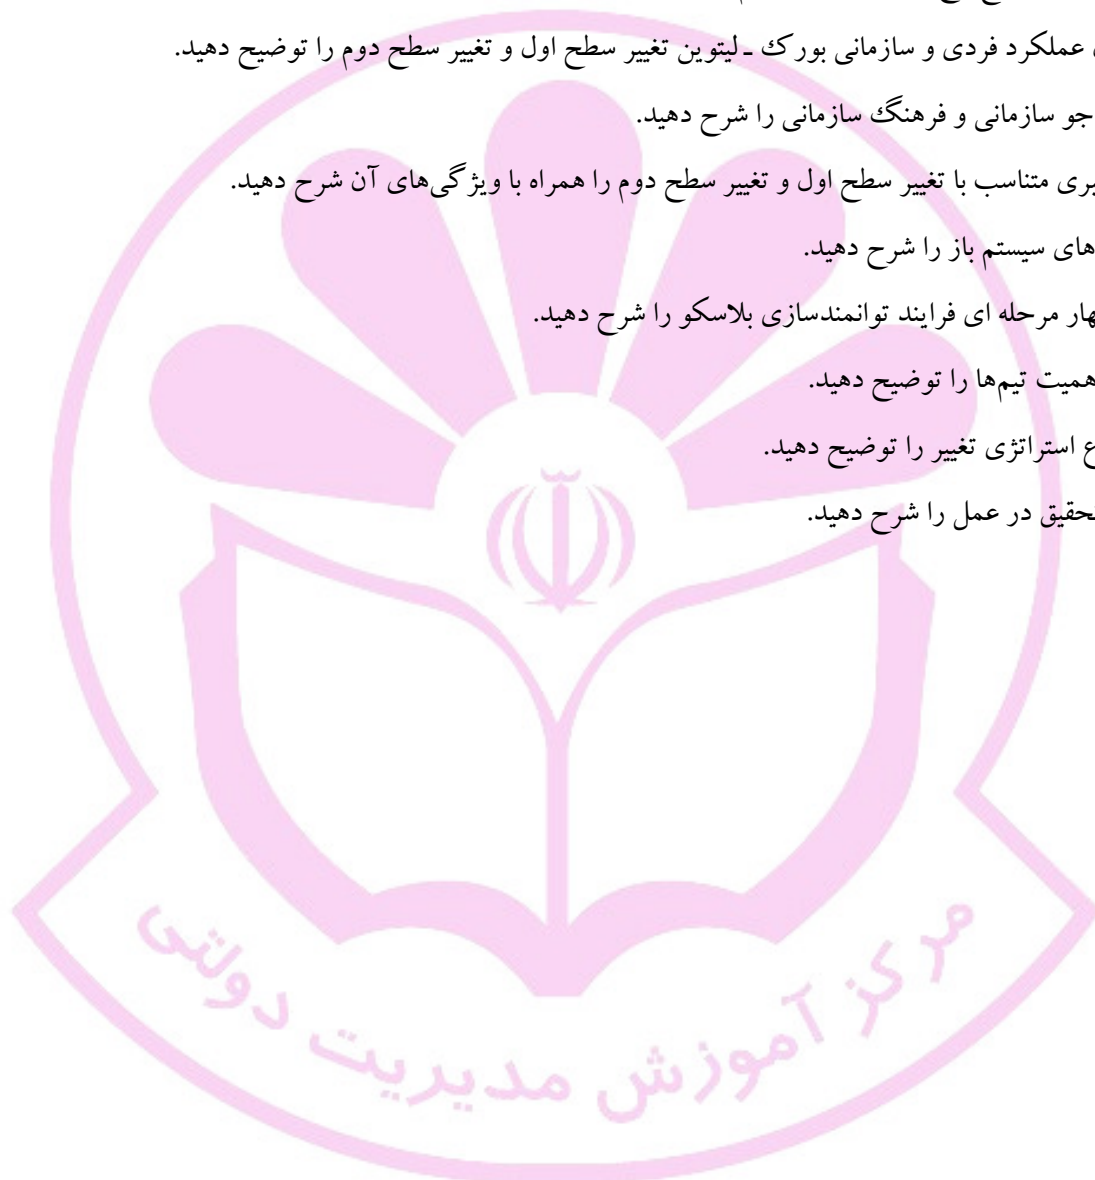 عملکرد فردی و سازمانی بورک ـ لیتوین تغییر سطح اول و تغییر سطح دوم را توضیح دهید.
جو سازمانی و فرهنگ سازمانی را شرح دهید.
بری متناسب با تغییر سطح اول و تغییر سطح دوم را همراه با ویژگی‌های آن شرح دهید.
های سیستم باز را شرح دهید.
هار مرحله ای فرایند توانمندسازی بلاسکو را شرح دهید.
همیت تیم‌ها را توضیح دهید.
ع استراتژی تغییر را توضیح دهید.
حقیق در عمل را شرح دهید.
مرکز آموزش مدیریت دولتی